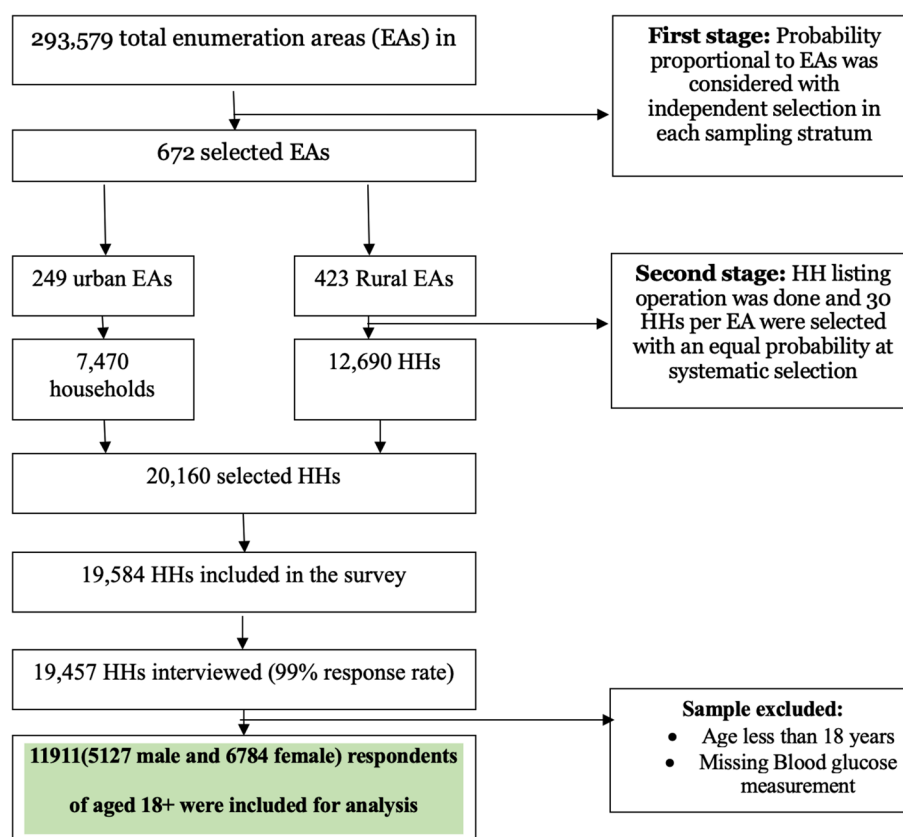 293,579 total enumeration areas (EAs) in
First stage: Probability
proportional to EAs was
considered with
independent selection in
each sampling stratum
672 selected EAs
249 urban EAs
423 Rural EAs
Second stage: HH listing
operation was done and 30
HHs per EA were selected
with an equal probability at
systematic selection
7,470
households
12,690 HHs
20,160 selected HHs
19,584 HHs included in the survey
19,457 HHs interviewed (99% response rate)
Sample excluded:
• Age less than 18 years
• Missing Blood glucose
measurement
11911(5127 male and 6784 female) respondents
of aged 18+ were included for analysis